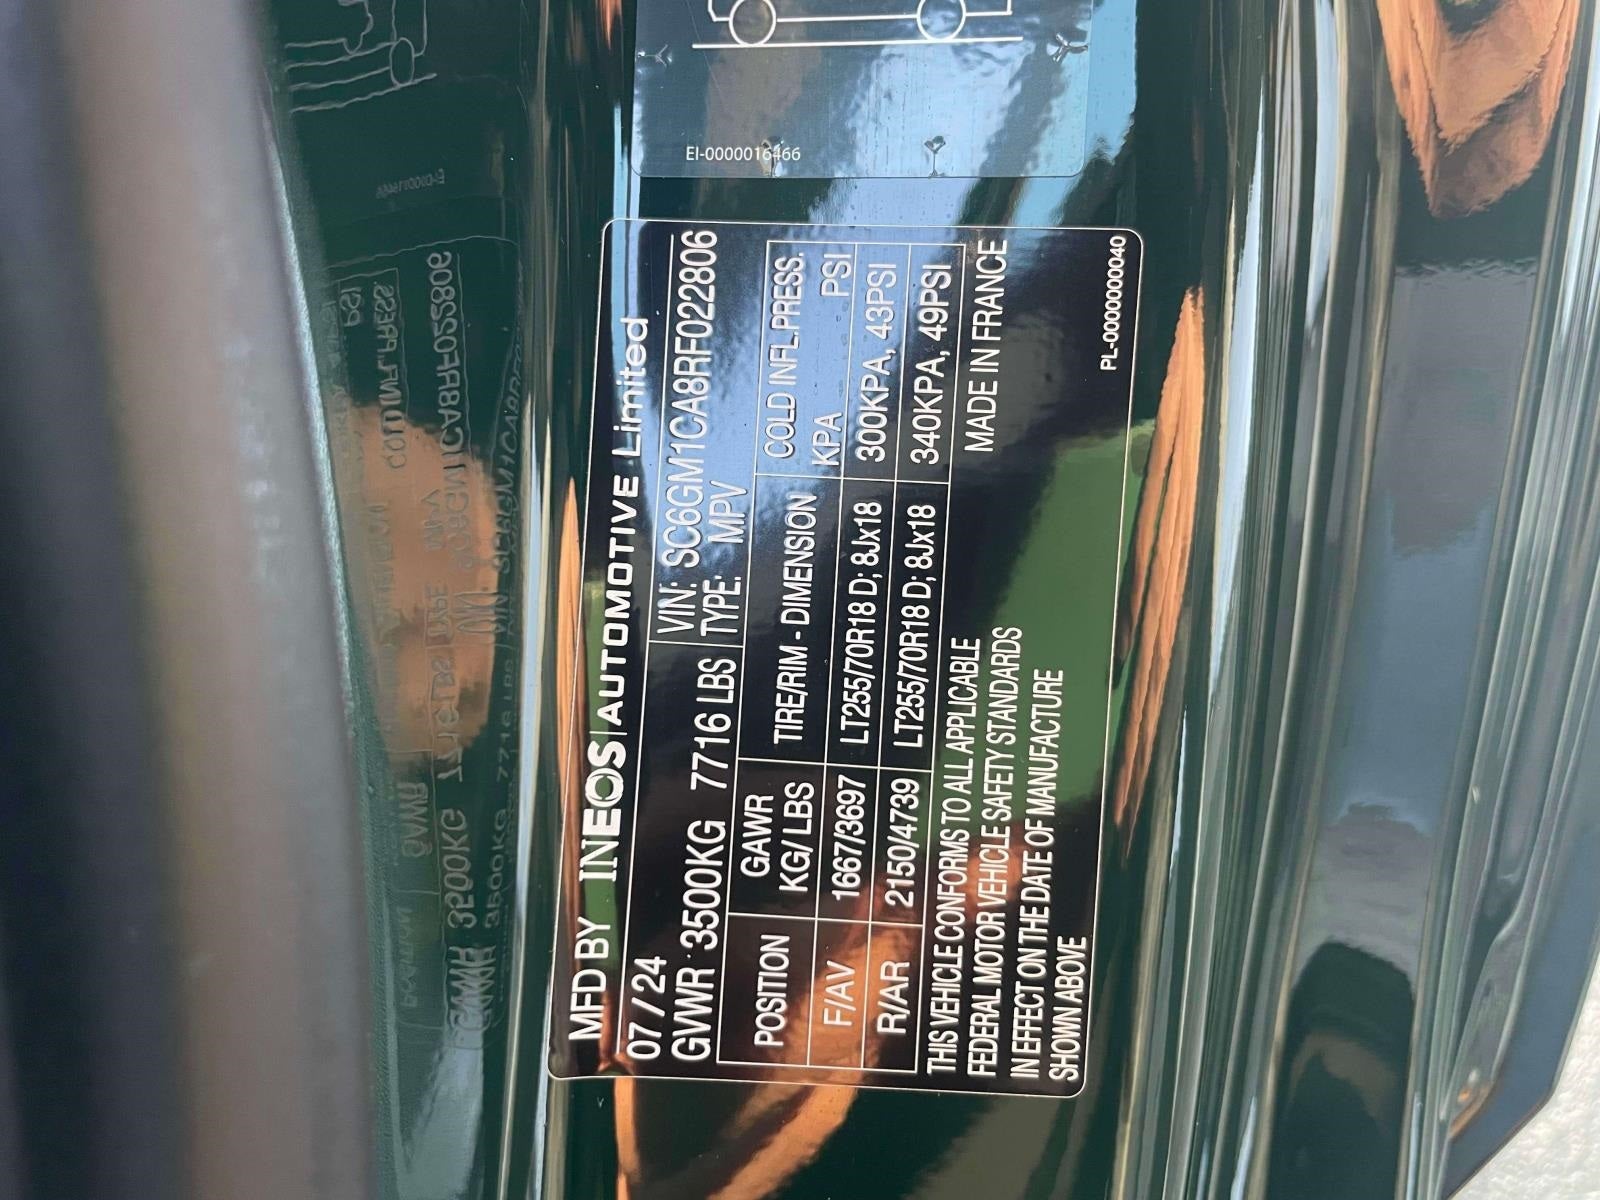 EI-0000016466
MFD BY INEOS|AUTOMOTIVE Limited
07 / 24 VIN: SC6GM1CA8RF022806
GVWR 3500KG 7716 LBS TYPE: MPV
POSITION GAWR KG/LBS TIRE/RIM - DIMENSION COLD INFL.PRESS. KPA PSI
F/AV 1667/3697 LT255/70R18 D; 8Jx18 300KPA, 43PSI
R/AR 2150/4739 LT255/70R18 D; 8Jx18 340KPA, 49PSI
THIS VEHICLE CONFORMS TO ALL APPLICABLE MADE IN FRANCE
FEDERAL MOTOR VEHICLE SAFETY STANDARDS
IN EFFECT ON THE DATE OF MANUFACTURE
SHOWN ABOVE
PL-0000000040